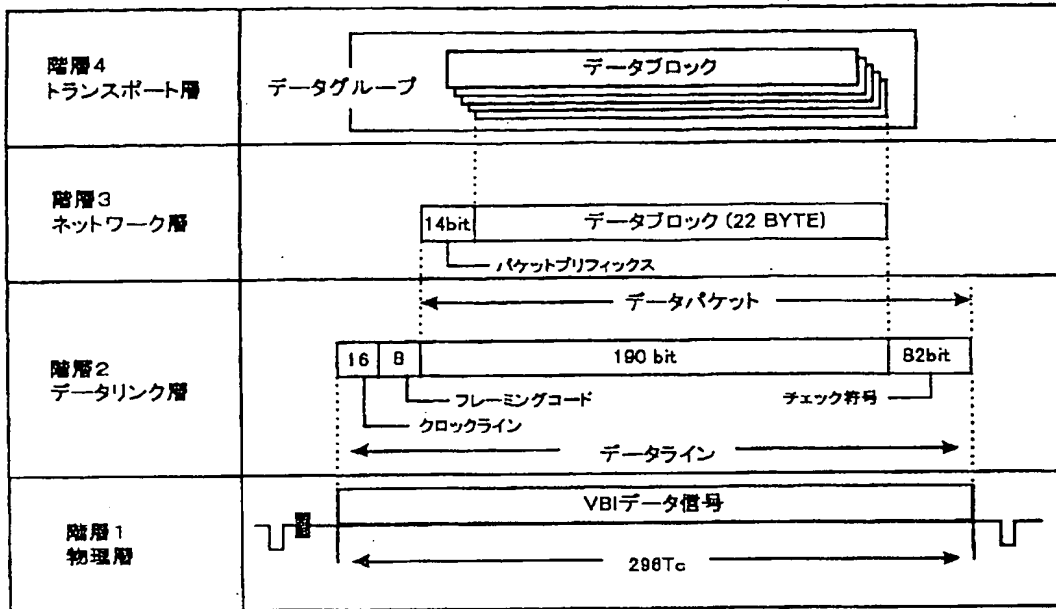 階層4
トランスポート層
データグループ
データブロック
階層3
ネットワーク層
14bit
データブロック (22 BYTE)
パケットプリフィックス
データパケット
階層2
データリンク層
16
8
190 bit
82bit
フレーミングコード
チェック符号
クロックライン
データライン
階層1
物理層
VBIデータ信号
296Tc